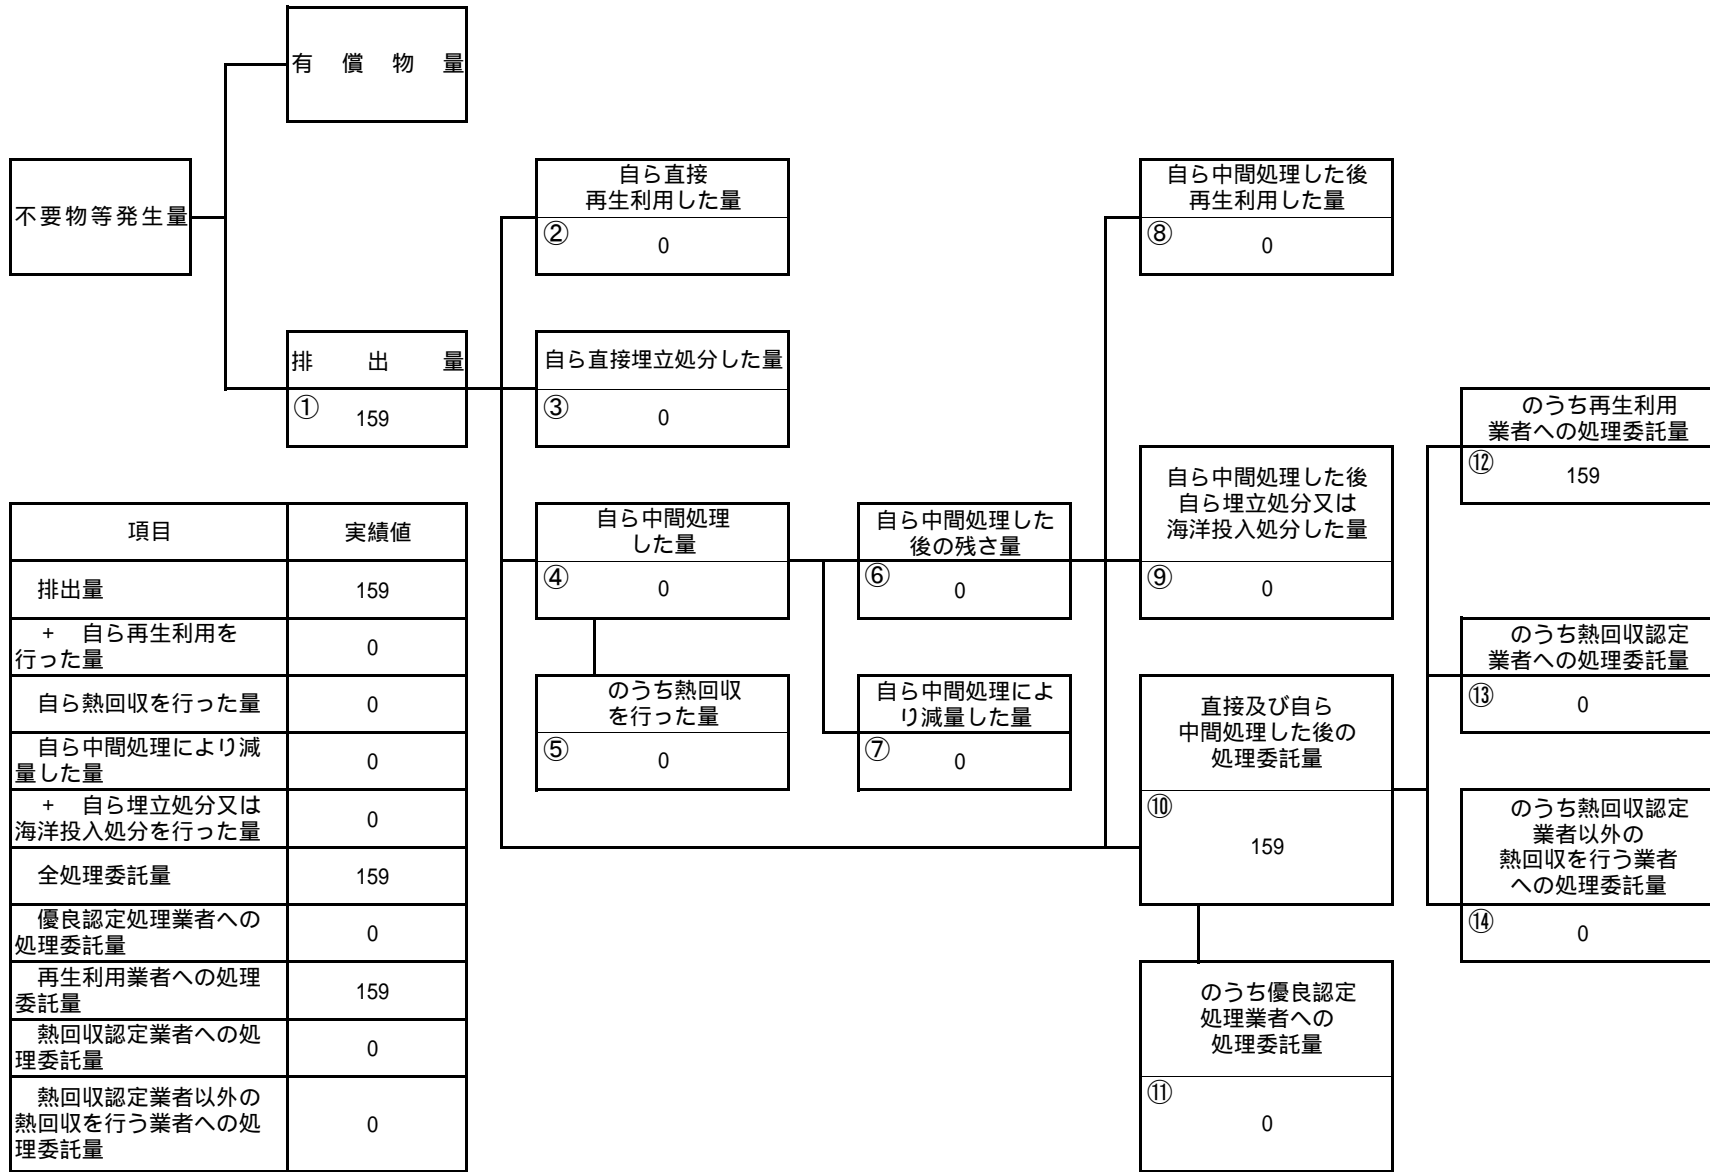 有償物量
不要物等発生量
排出量
①
159
自ら直接
再生利用した量
②
0
自ら直接埋立処分した量
③
0
自ら中間処理
した量
④
0
のうち熱回収
を行った量
⑤
0
自ら中間処理した
後の残さ量
⑥
0
自ら中間処理によ
り減量した量
⑦
0
自ら中間処理した後
再生利用した量
⑧
0
自ら中間処理した後
自ら埋立処分又は
海洋投入処分した量
⑨
0
直接及び自ら
中間処理した後の
処理委託量
⑩
159
のうち優良認定
処理業者への
処理委託量
⑪
0
のうち再生利用
業者への処理委託量
⑫
159
のうち熱回収認定
業者への処理委託量
⑬
0
のうち熱回収認定
業者以外の
熱回収を行う業者
への処理委託量
⑭
0
項目 実績値
排出量 159
+ 自ら再生利用を
行った量
0
自ら熱回収を行った量 0
自ら中間処理により減
量した量
0
+ 自ら埋立処分又は
海洋投入処分を行った量
0
全処理委託量 159
優良認定処理業者への
処理委託量
0
再生利用業者への処理
委託量
159
熱回収認定業者への処
理委託量
0
熱回収認定業者以外の
熱回収を行う業者への処
理委託量
0